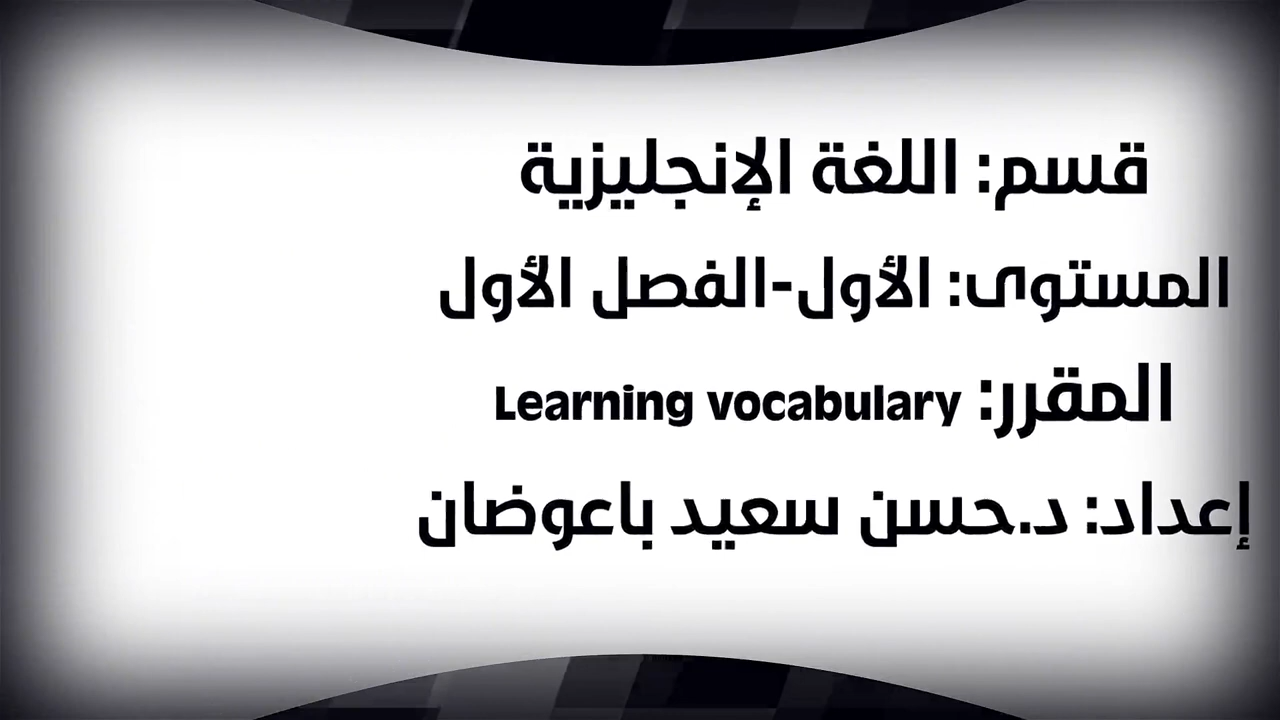 قسم: اللغة الإنجليزية
المستوى: الأول-الفصل الأول
المقرر: Learning vocabulary
إعداد: د.حسن سعيد باعوضان